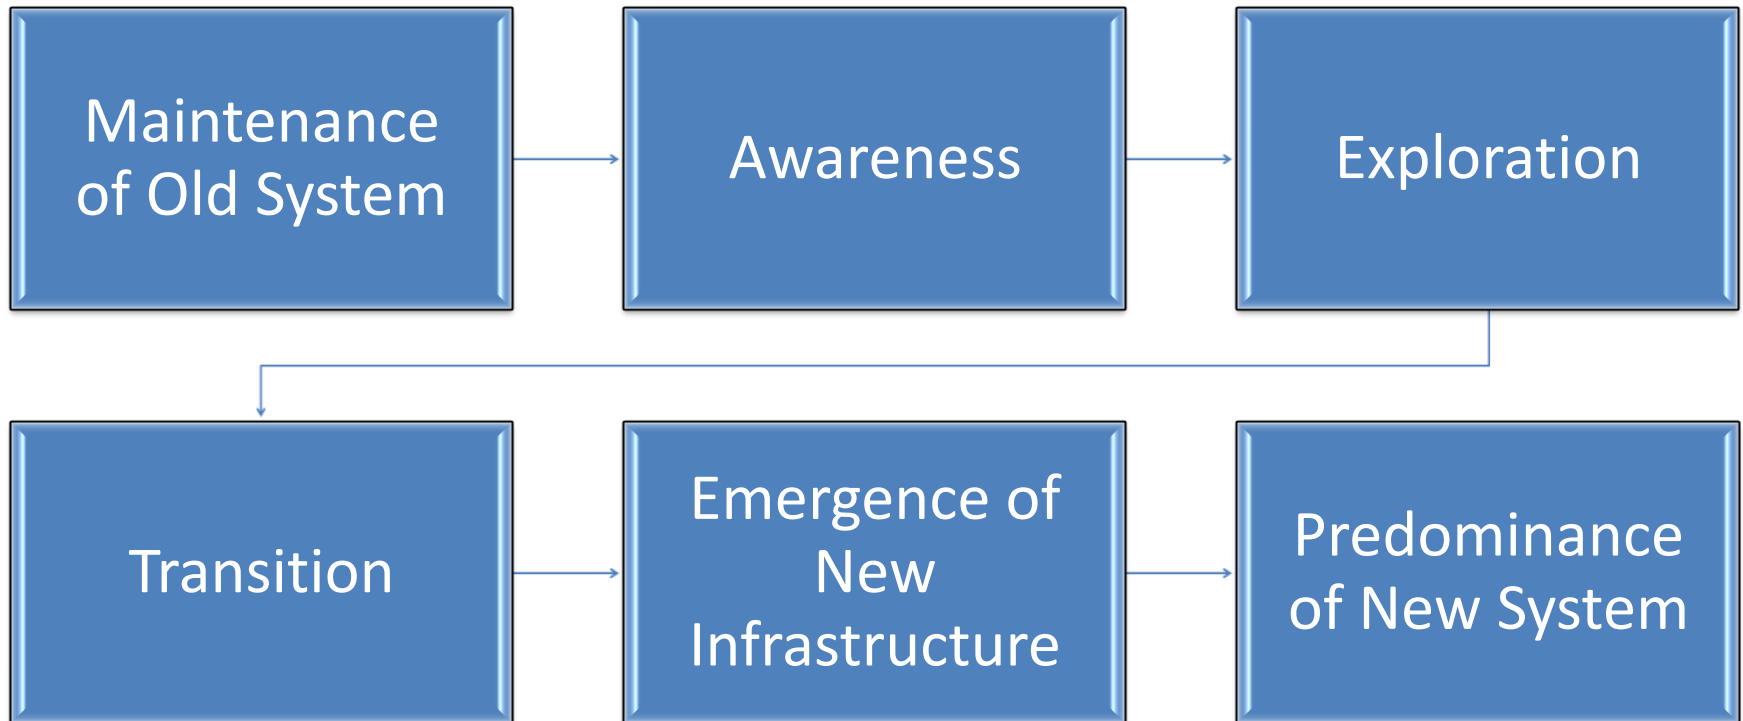 Maintenance
of Old System
Awareness
Exploration
Transition
Emergence of
New
Infrastructure
Predominance
of New System